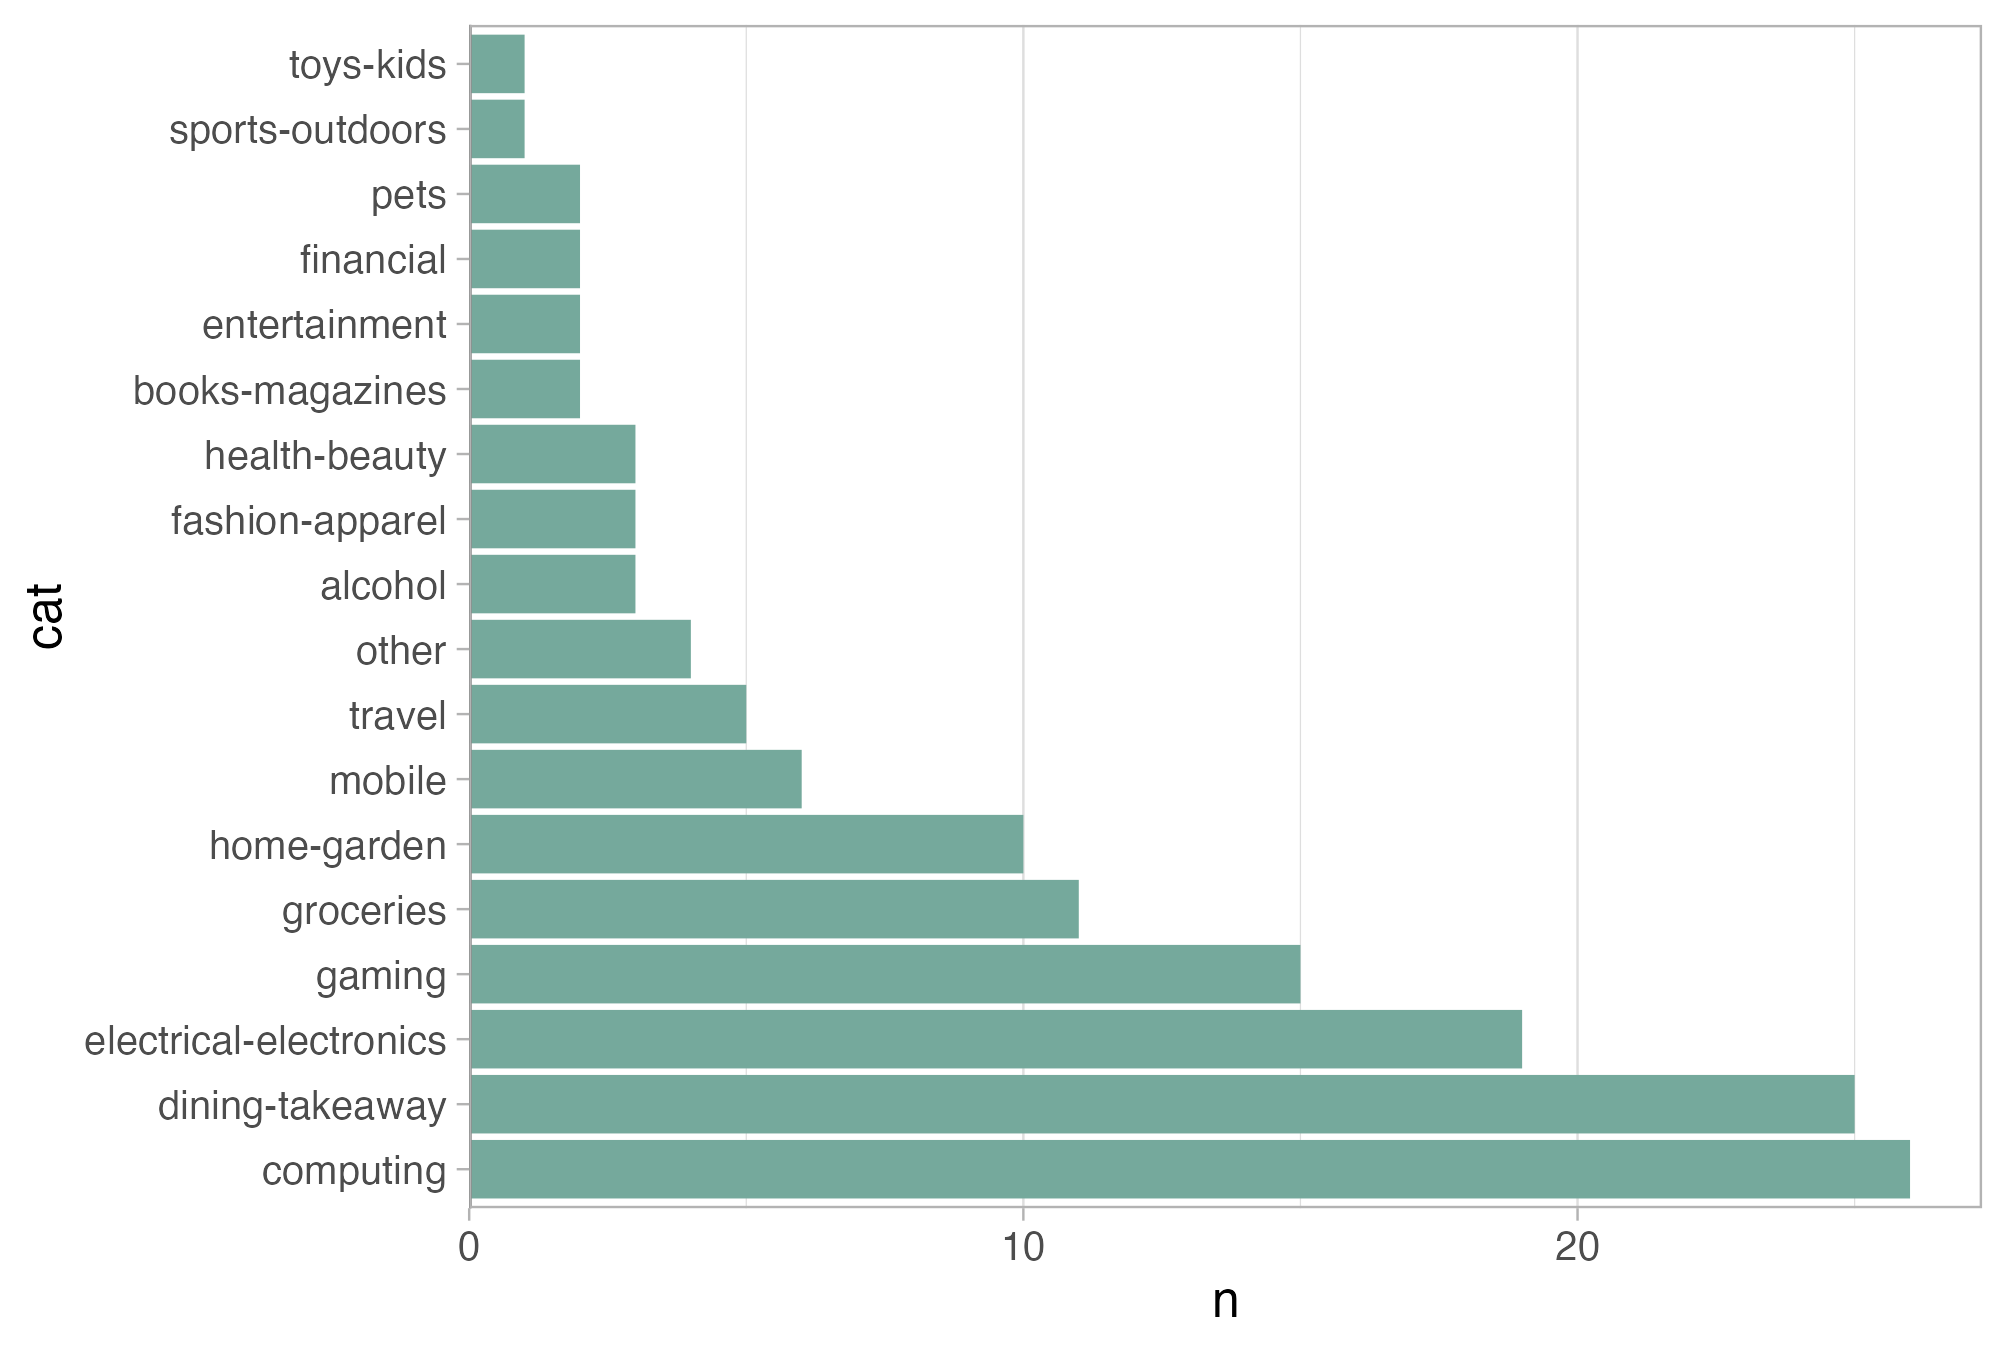 toys-kids
sports-outdoors
pets
financial
entertainment
books-magazines
health-beauty
fashion-apparel
alcohol
other
travel
mobile
home-garden
groceries
gaming
electrical-electronics
dining-takeaway
computing
cat
0 10 20
n